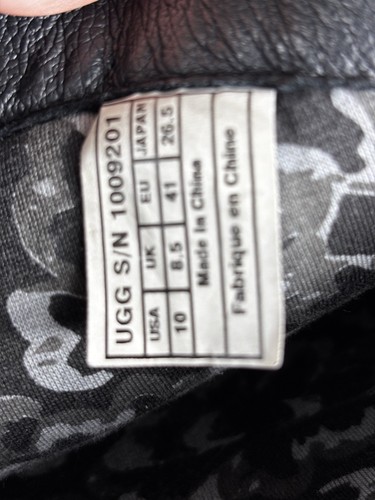 UGG S/N 1009201
USA UK EU JAPAN
10 8.5 41 26.5
Made In China
Fabriqué en Chine